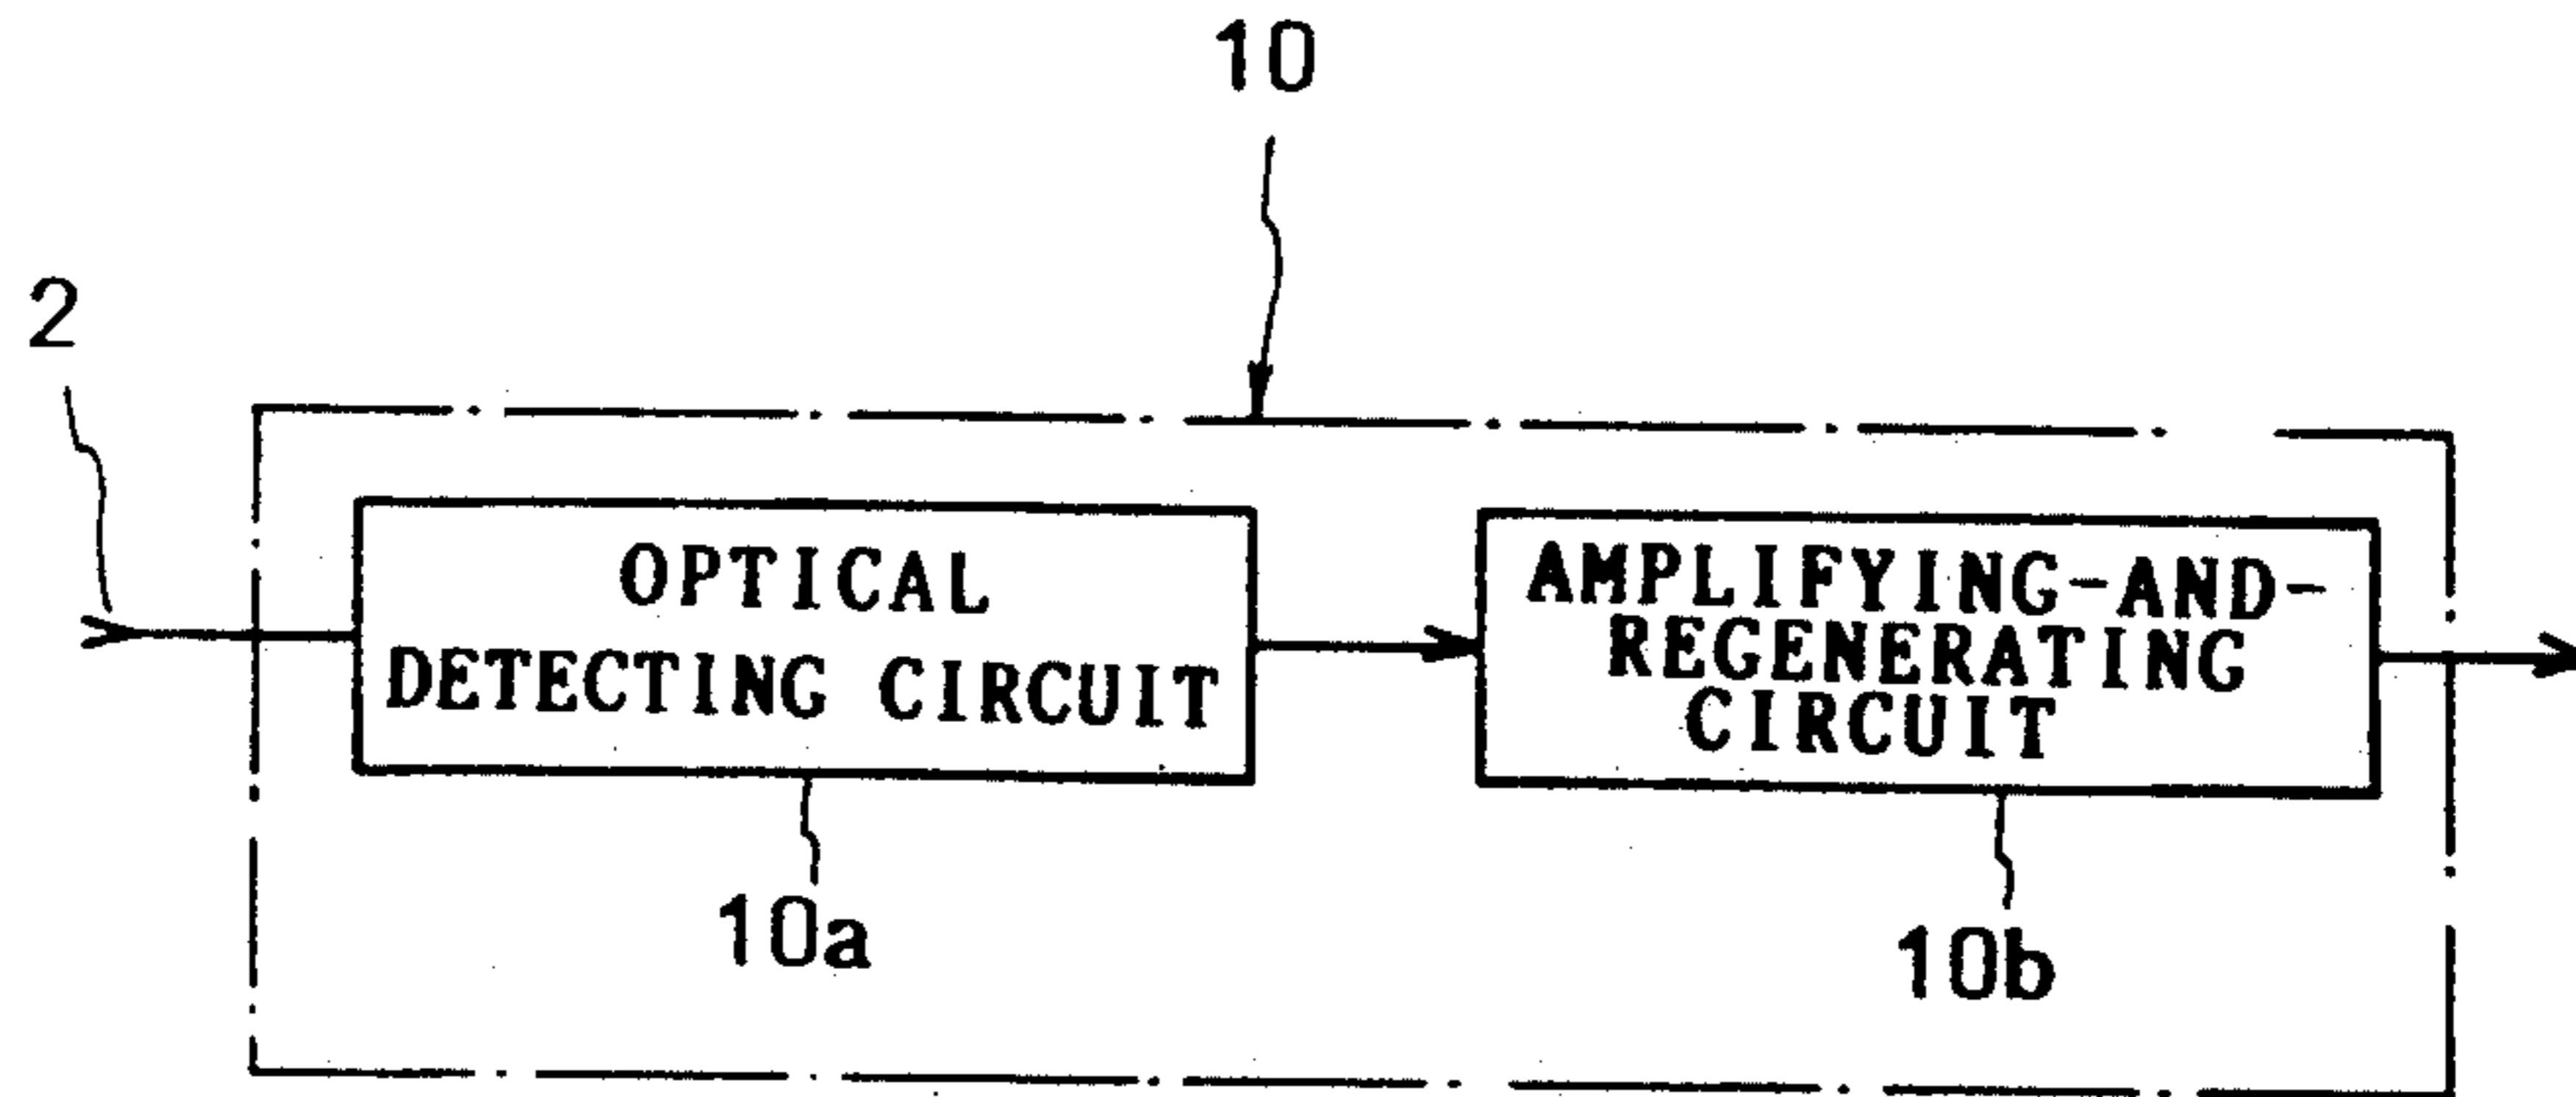 10
2
OPTICAL
DETECTING CIRCUIT
AMPLIFYING-AND-
REGENERATING
CIRCUIT
10a
10b